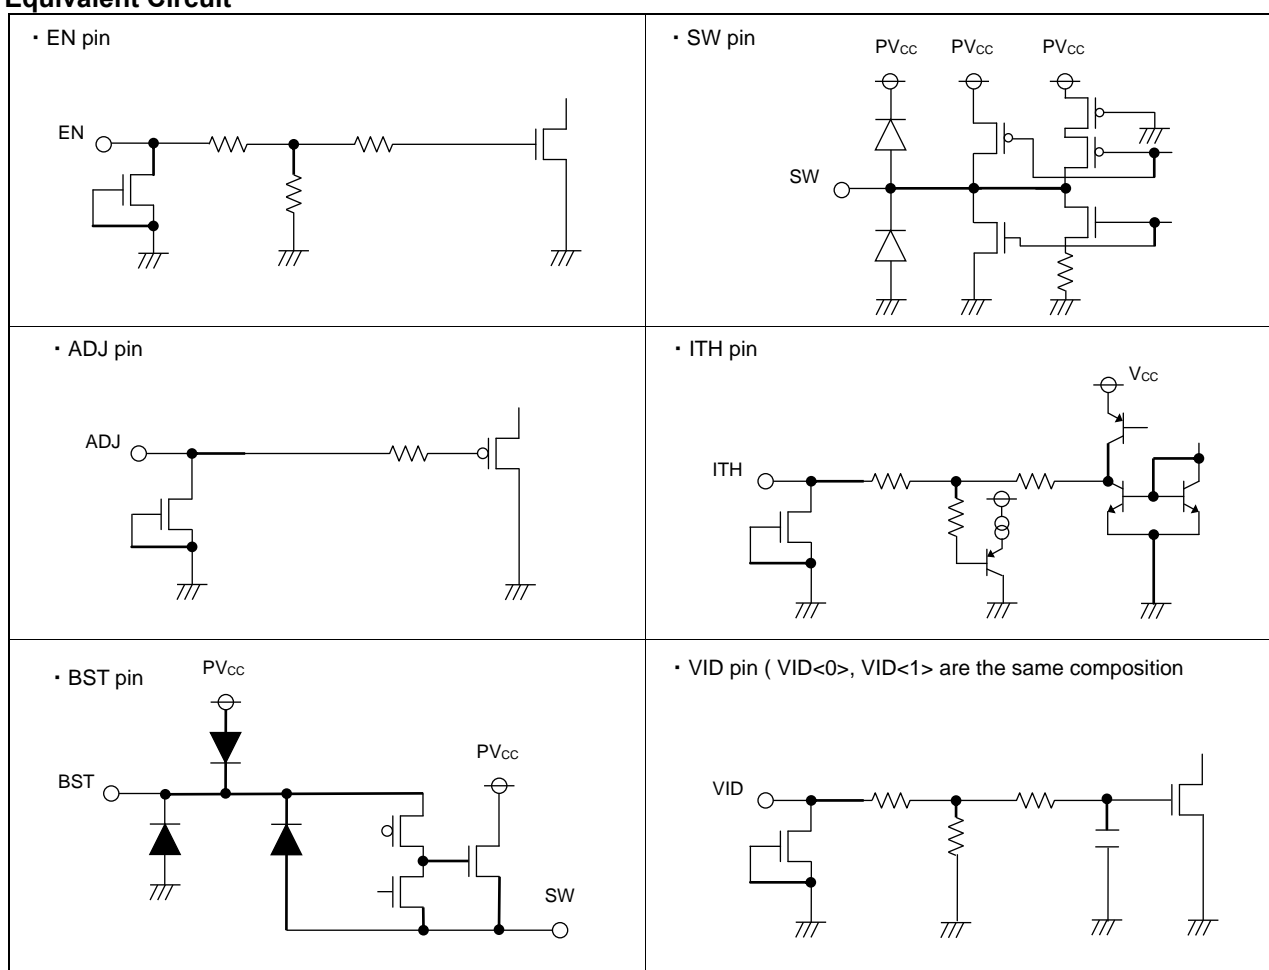 Equivalent Circuit
・EN pin
EN
・SW pin
PVCC PVCC PVCC
SW
・ADJ pin
ADJ
・ITH pin
VCC
ITH
・BST pin
PVCC
PVCC
BST
SW
・VID pin ( VID<0>, VID<1> are the same composition
VID